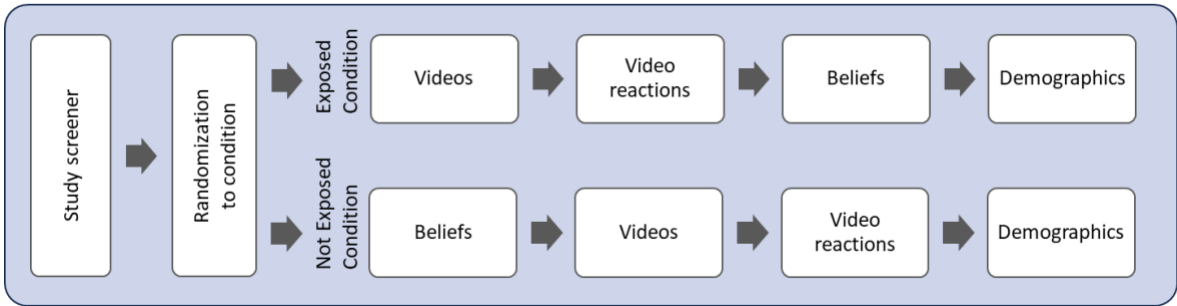 Study screener
Randomization
to condition
Exposed
Condition
Videos
Video
reactions
Beliefs
Demographics
Not Exposed
Condition
Beliefs
Videos
Video
reactions
Demographics